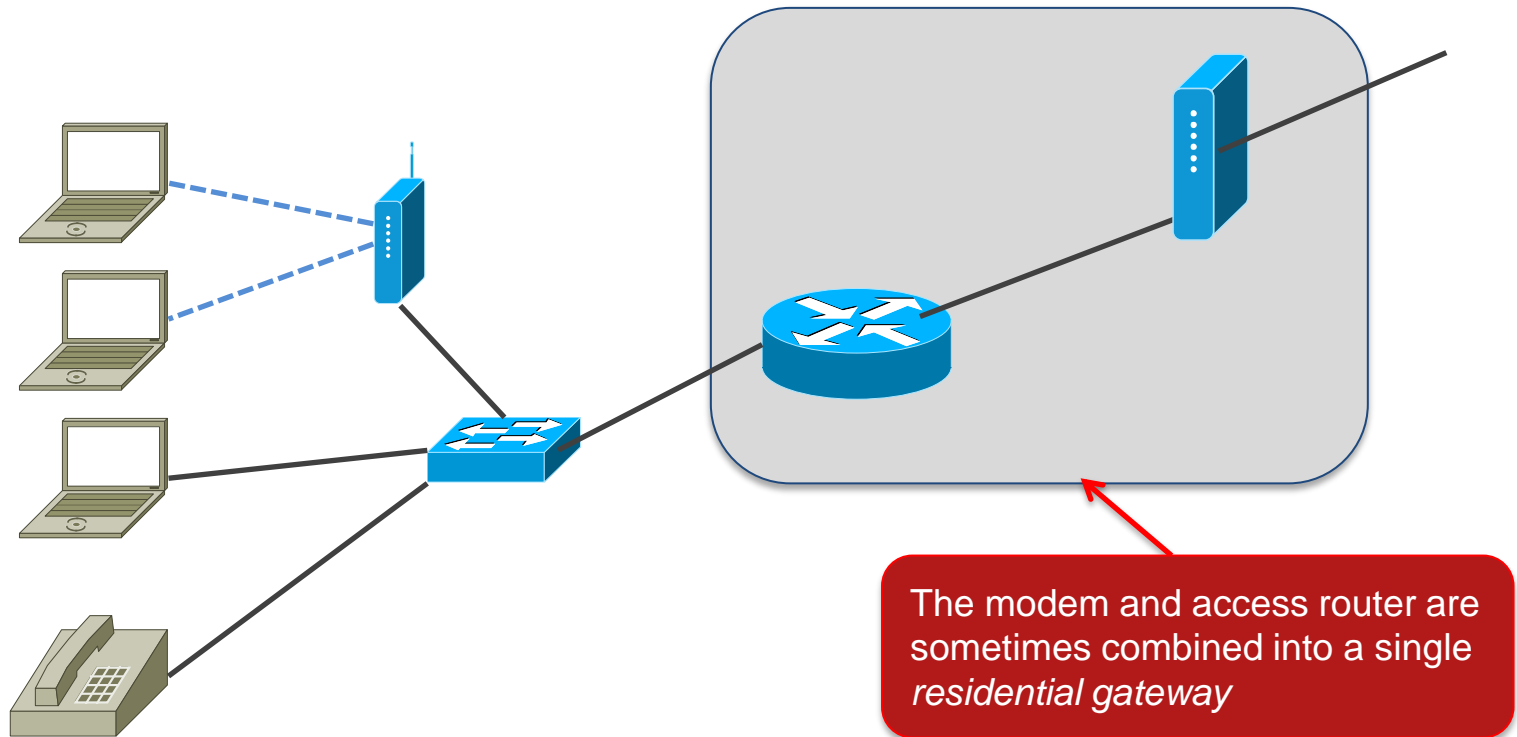 The modem and access router are
sometimes combined into a single
residential gateway